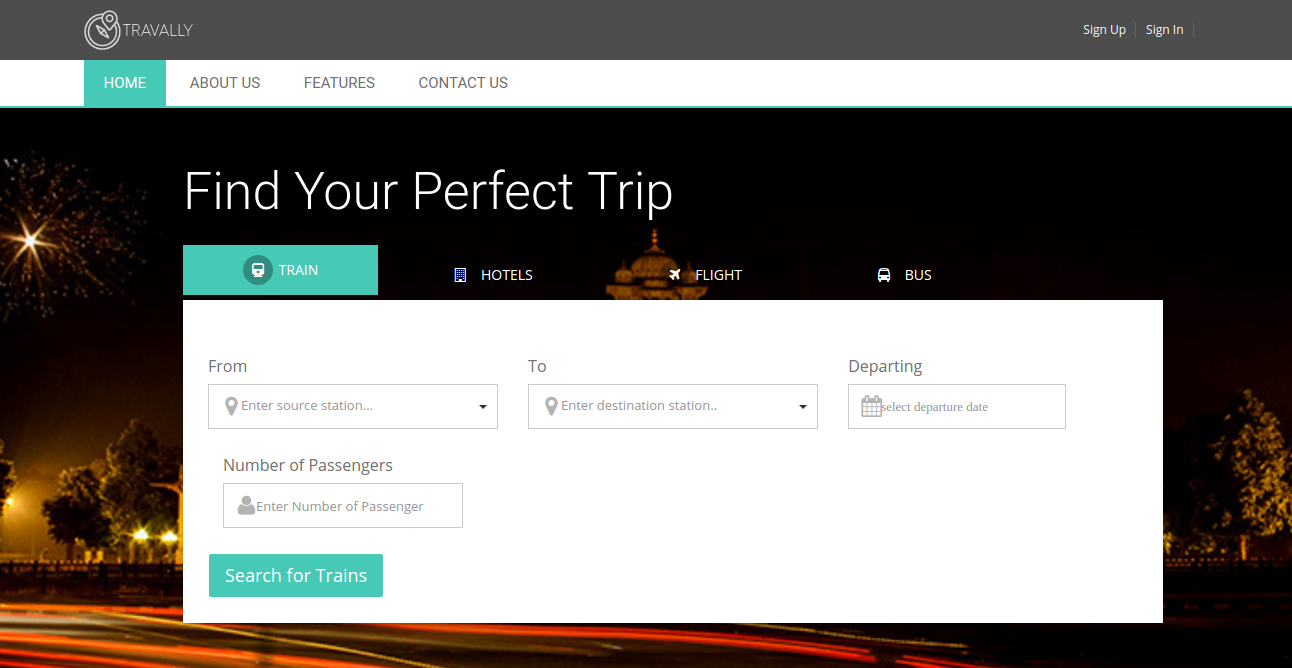 TRAVALLY
Sign Up Sign In
HOME ABOUT US FEATURES CONTACT US
Find Your Perfect Trip
TRAIN HOTELS FLIGHT BUS
From To Departing
Enter source station... Enter destination station.. select departure date
Number of Passengers
Enter Number of Passenger
Search for Trains